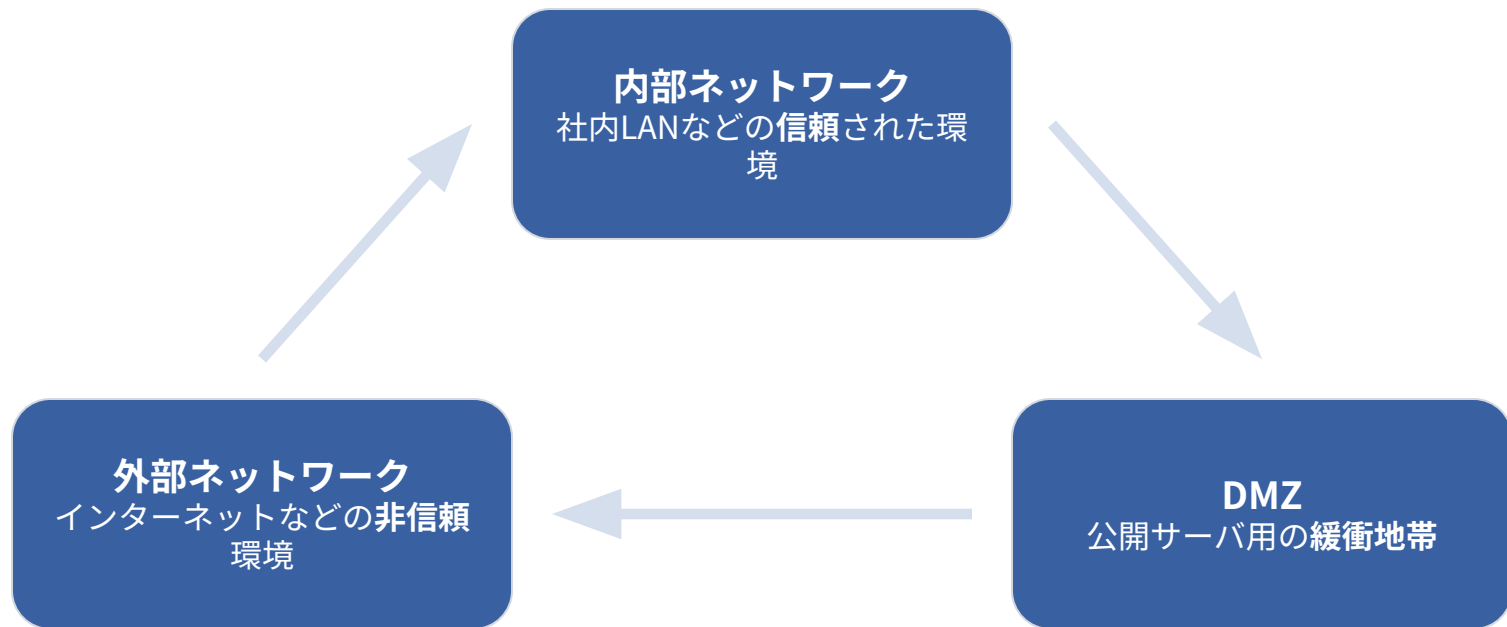 内部ネットワーク
社内LANなどの信頼された環
境
外部ネットワーク
インターネットなどの非信頼
環境
DMZ
公開サーバ用の緩衝地帯